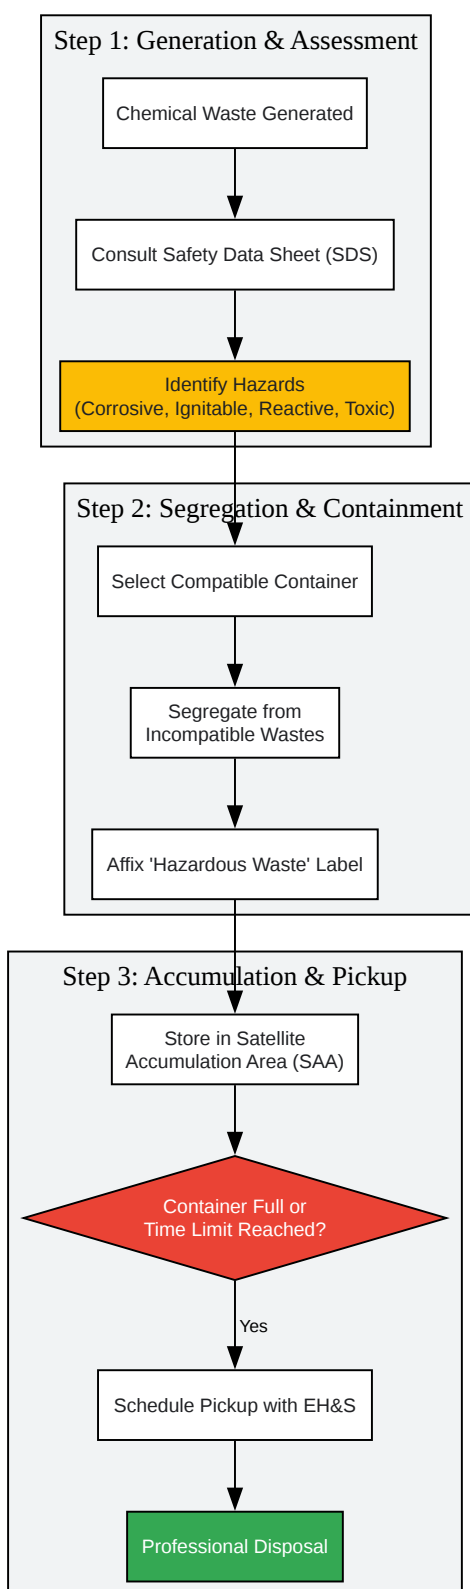 Step 1: Generation & Assessment
Chemical Waste Generated
Consult Safety Data Sheet (SDS)
Identify Hazards
(Corrosive, Ignitable, Reactive, Toxic)
Step 2: Segregation & Containment
Select Compatible Container
Segregate from
Incompatible Wastes
Affix 'Hazardous Waste' Label
Step 3: Accumulation & Pickup
Store in Satellite
Accumulation Area (SAA)
Container Full or
Time Limit Reached?
Yes
Schedule Pickup with EH&S
Professional Disposal